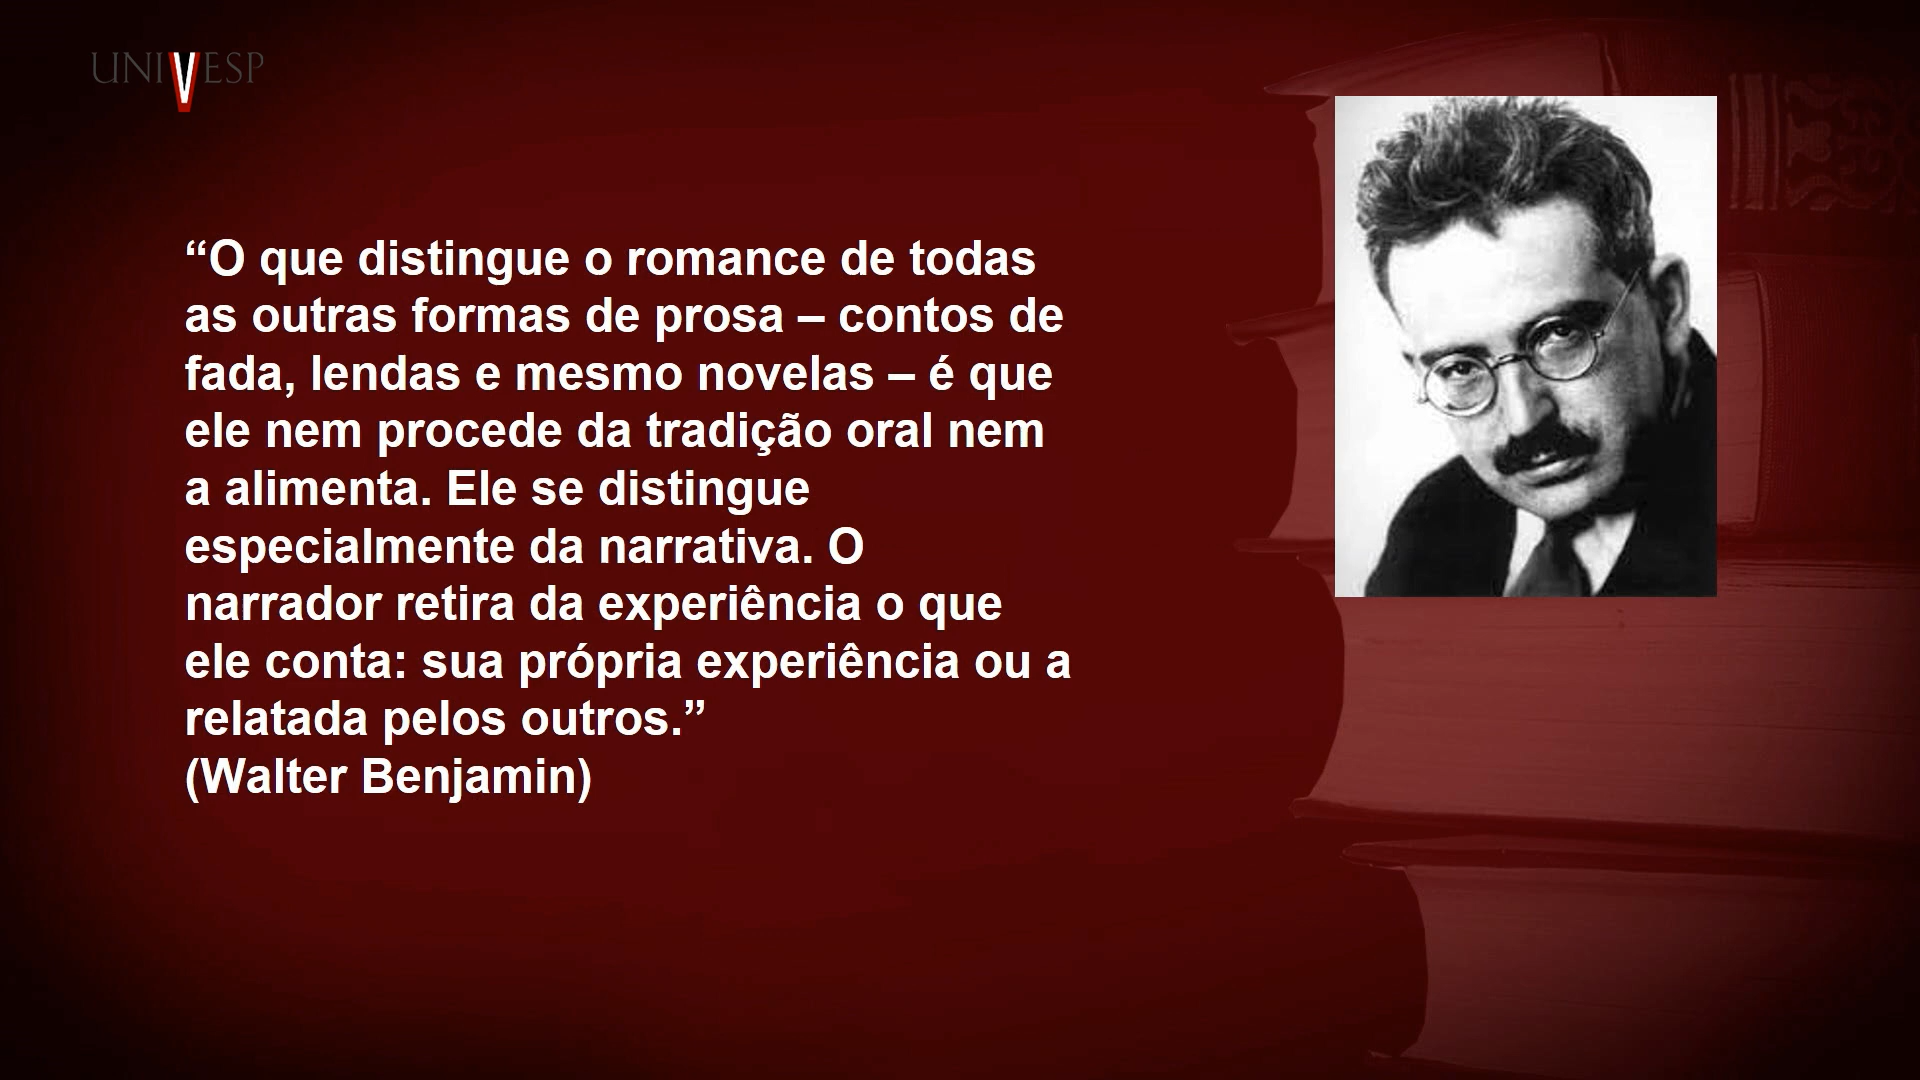 UNIVESP
“O que distingue o romance de todas
as outras formas de prosa – contos de
fada, lendas e mesmo novelas – é que
ele nem procede da tradição oral nem
a alimenta. Ele se distingue
especialmente da narrativa. O
narrador retira da experiência o que
ele conta: sua própria experiência ou a
relatada pelos outros.”
(Walter Benjamin)